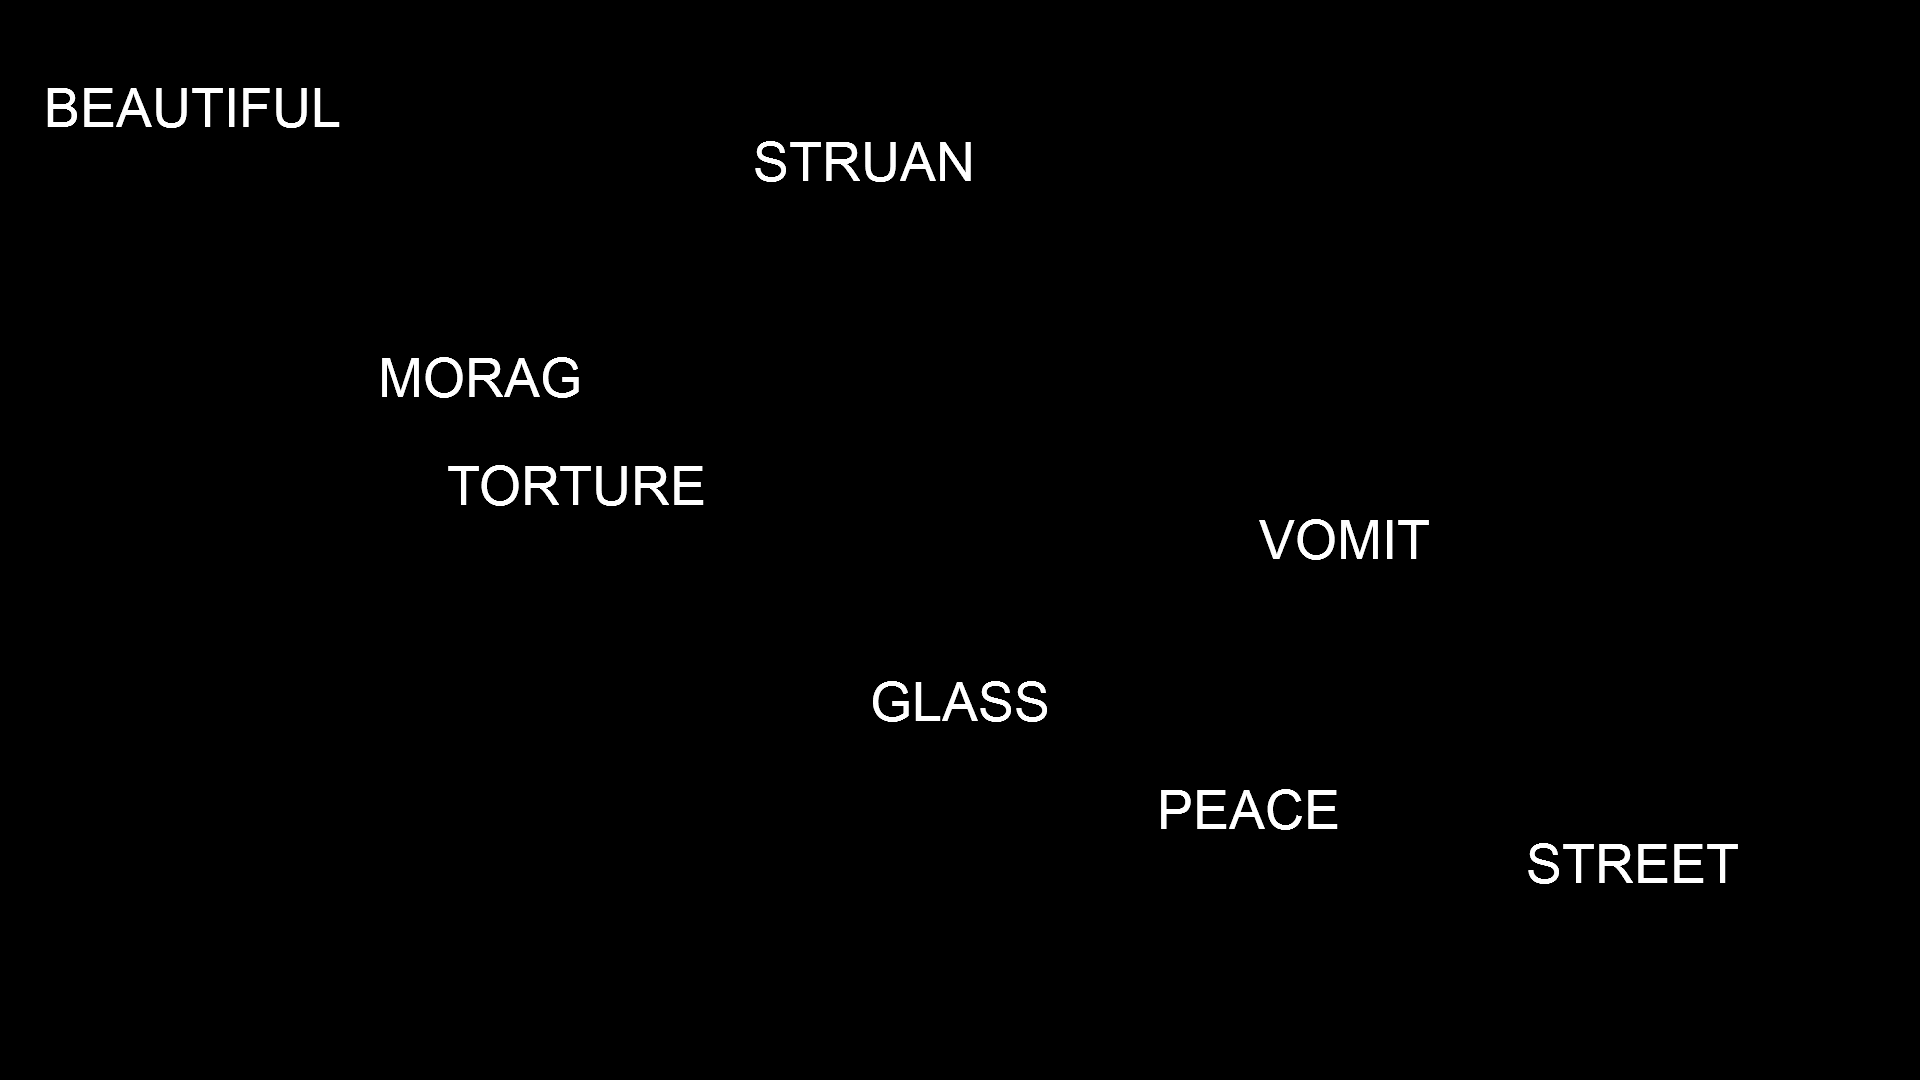 BEAUTIFUL
STRUAN
MORAG
TORTURE
VOMIT
GLASS
PEACE
STREET